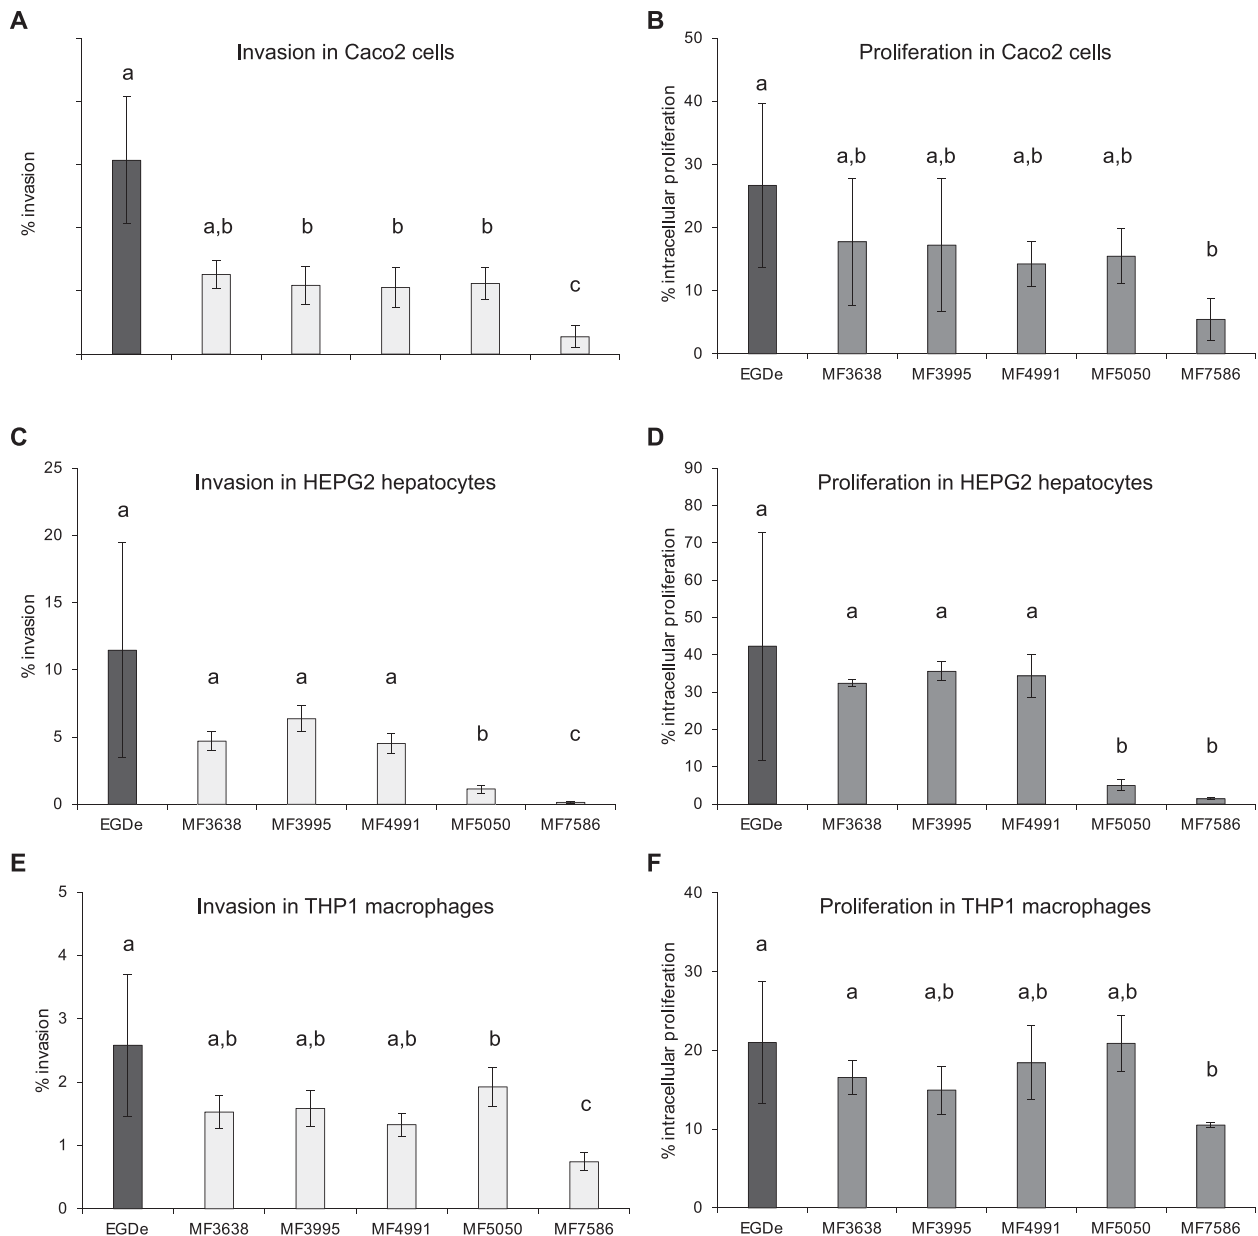 A
Invasion in Caco2 cells
% invasion
a
a,b
b
b
b
c
B
Proliferation in Caco2 cells
% intracellular proliferation
50
40
30
20
10
0
a
a,b
a,b
a,b
a,b
b
EGDe MF3638 MF3995 MF4991 MF5050 MF7586
C
Invasion in HEPG2 hepatocytes
% invasion
25
20
15
10
5
0
a
a
a
a
b
c
EGDe MF3638 MF3995 MF4991 MF5050 MF7586
D
Proliferation in HEPG2 hepatocytes
% intracellular proliferation
90
80
70
60
50
40
30
20
10
0
a
a
a
a
b
b
EGDe MF3638 MF3995 MF4991 MF5050 MF7586
E
Invasion in THP1 macrophages
% invasion
5
4
3
2
1
0
a
a,b
a,b
a,b
b
c
EGDe MF3638 MF3995 MF4991 MF5050 MF7586
F
Proliferation in THP1 macrophages
% intracellular proliferation
40
30
20
10
0
a
a
a,b
a,b
a,b
b
EGDe MF3638 MF3995 MF4991 MF5050 MF7586